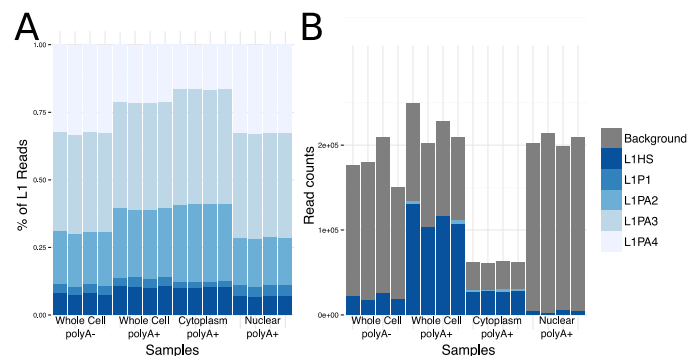 A
% of L1 Reads
1.00
0.75
0.50
0.25
0.00
Whole Cell Whole Cell Cytoplasm Nuclear
polyA- polyA+ polyA+ polyA+
Samples
B
Read counts
2e+05
1e+05
0e+00
Whole Cell Whole Cell Cytoplasm Nuclear
polyA- polyA+ polyA+ polyA+
Samples
Background
L1HS
L1P1
L1PA2
L1PA3
L1PA4